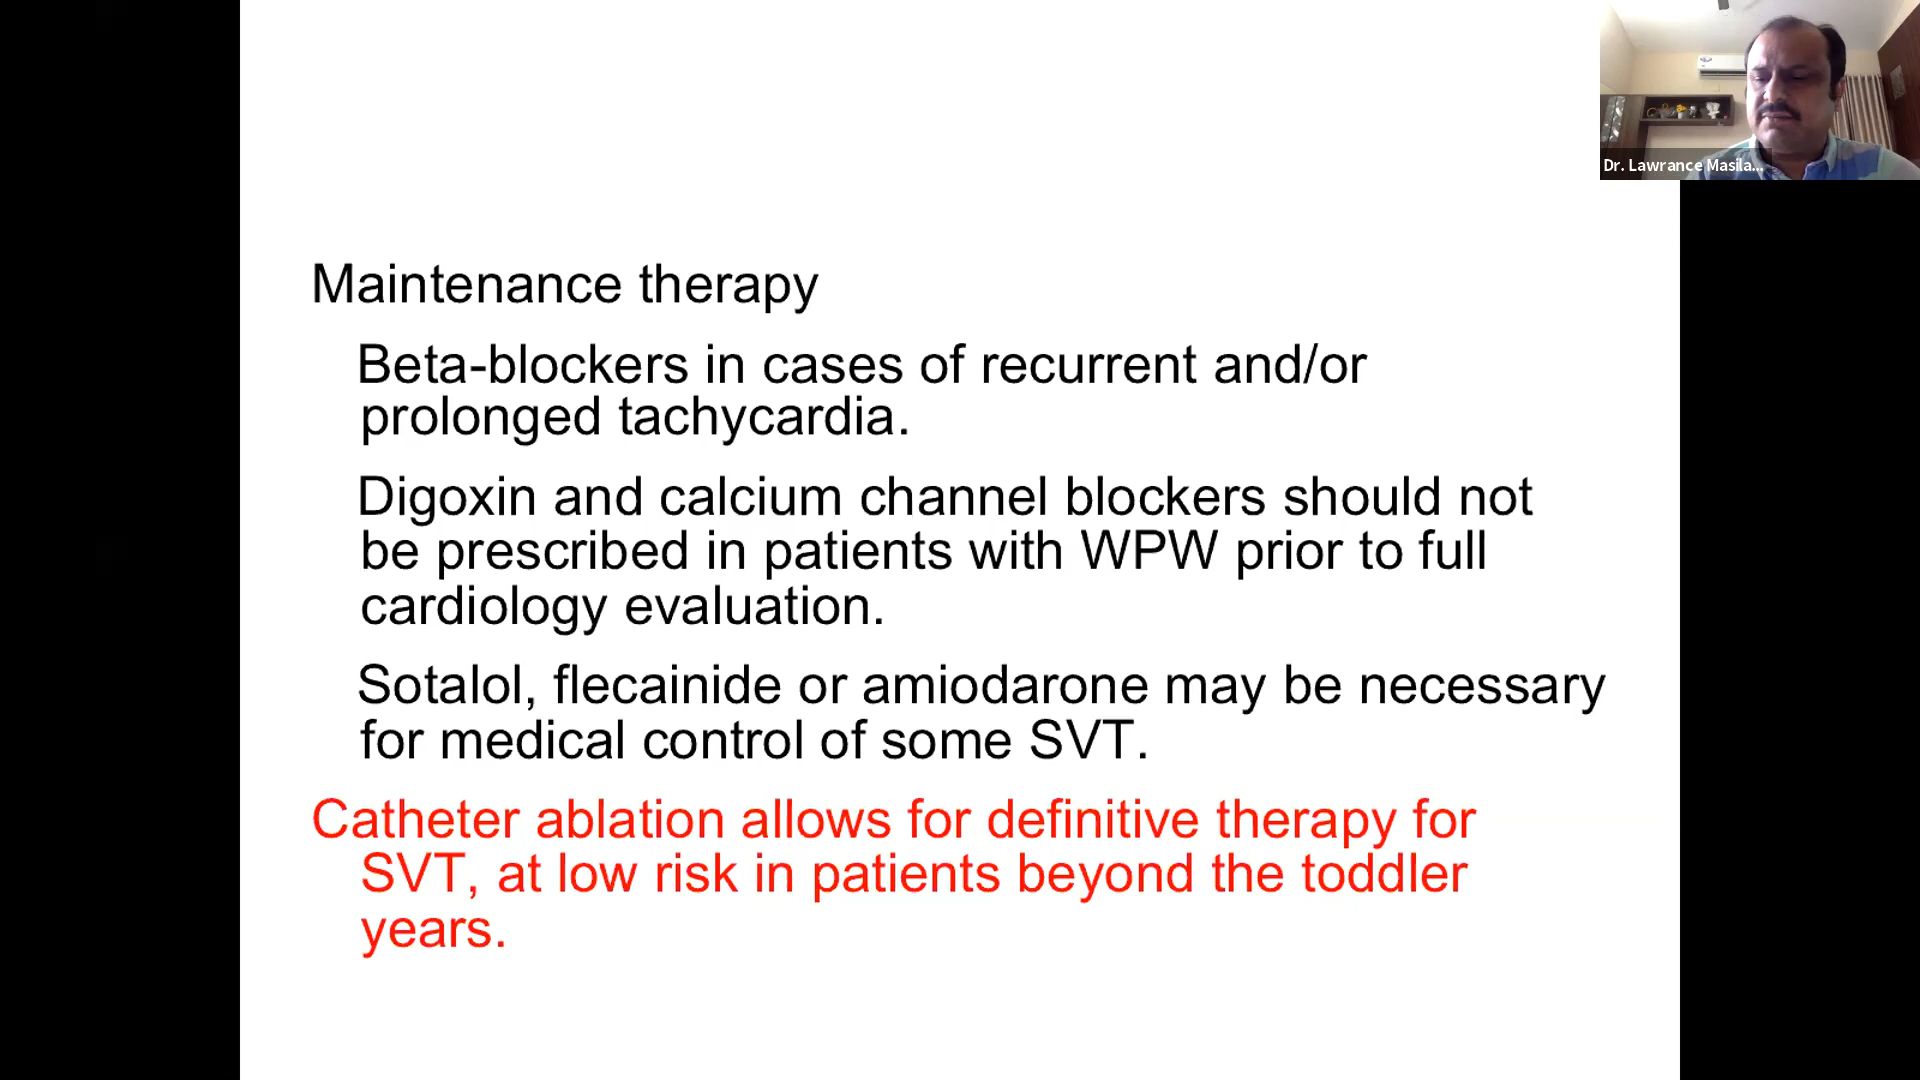 Dr. Lawrance Masila...
Maintenance therapy
Beta-blockers in cases of recurrent and/or
prolonged tachycardia.
Digoxin and calcium channel blockers should not
be prescribed in patients with WPW prior to full
cardiology evaluation.
Sotalol, flecainide or amiodarone may be necessary
for medical control of some SVT.
Catheter ablation allows for definitive therapy for
SVT, at low risk in patients beyond the toddler
years.